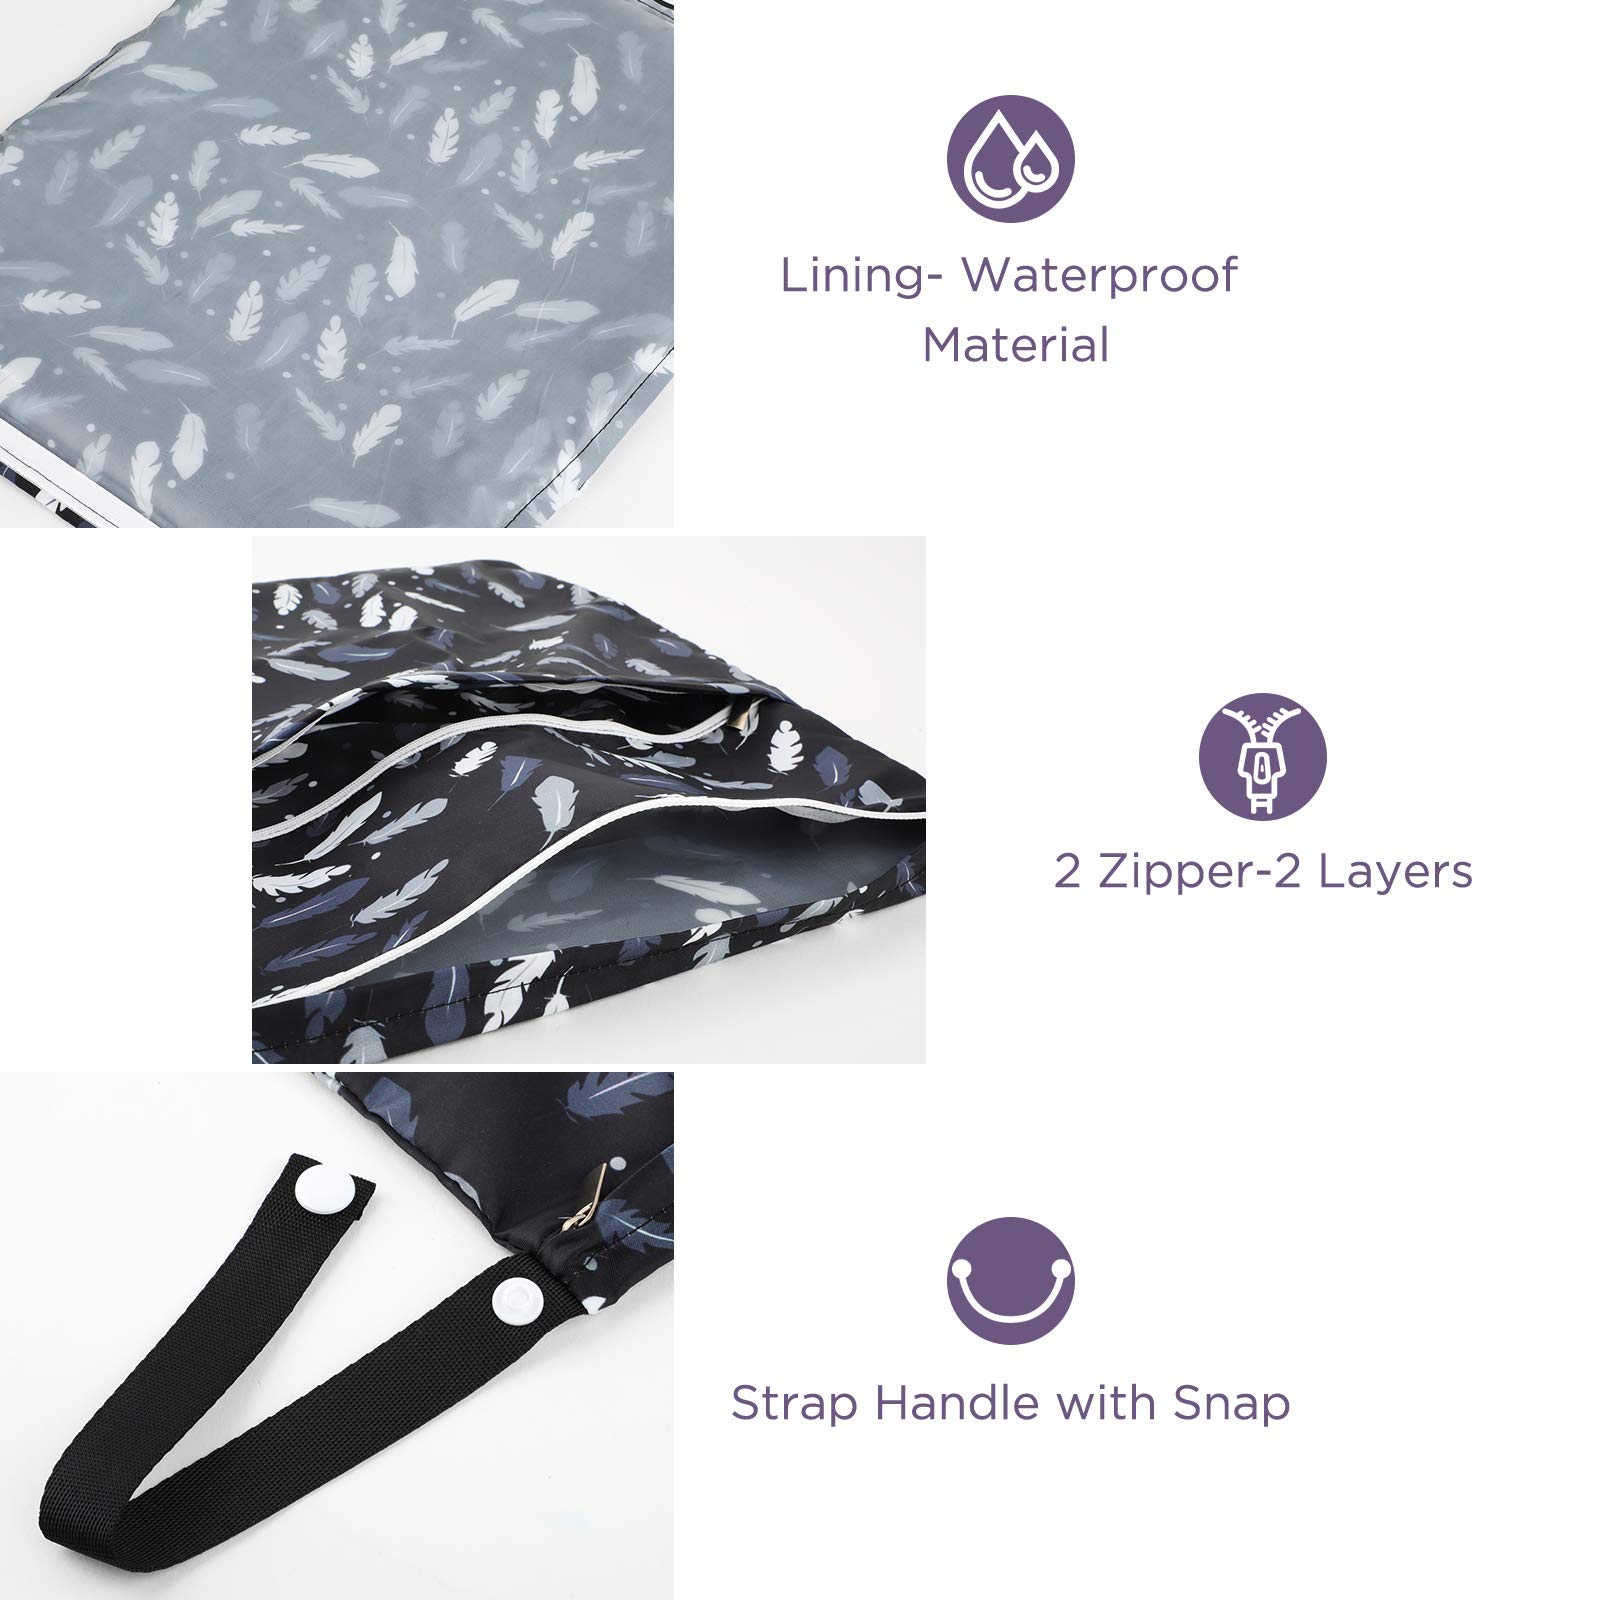 Lining- Waterproof
Material
2 Zipper-2 Layers
Strap Handle with Snap